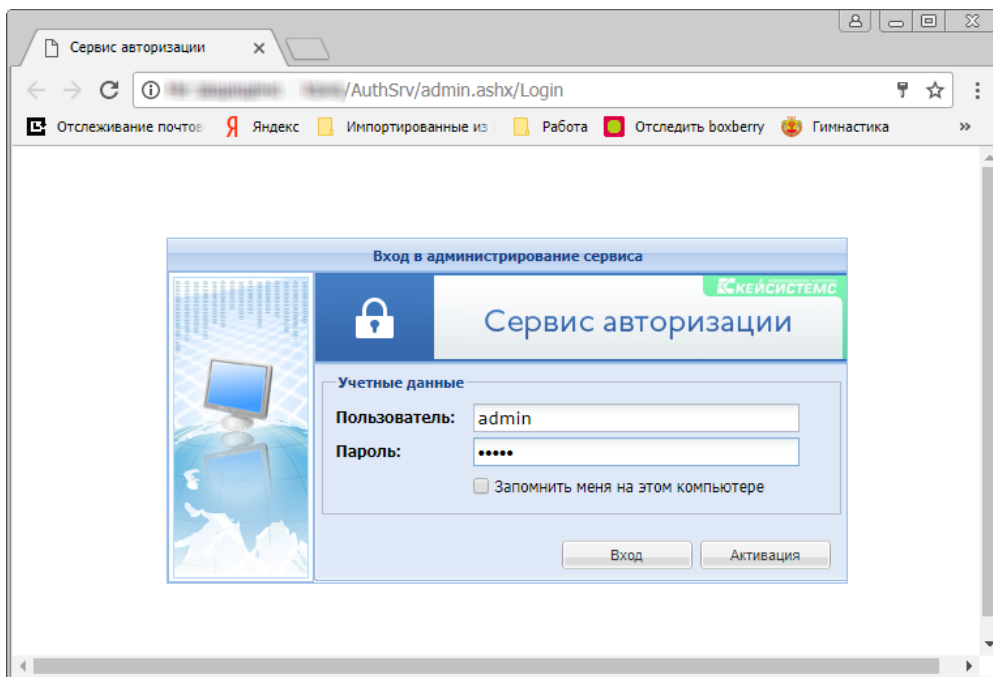 Сервис авторизации
/AuthSrv/admin.ashx/Login
Отслеживание почтов Яндекс Импортированные из Работа Отследить boxberry Гимнастика »
Вход в администрирование сервиса
КЕЙСИСТЕМС
Сервис авторизации
Учетные данные
Пользователь: admin
Пароль: •••••
Запомнить меня на этом компьютере
Вход Активация